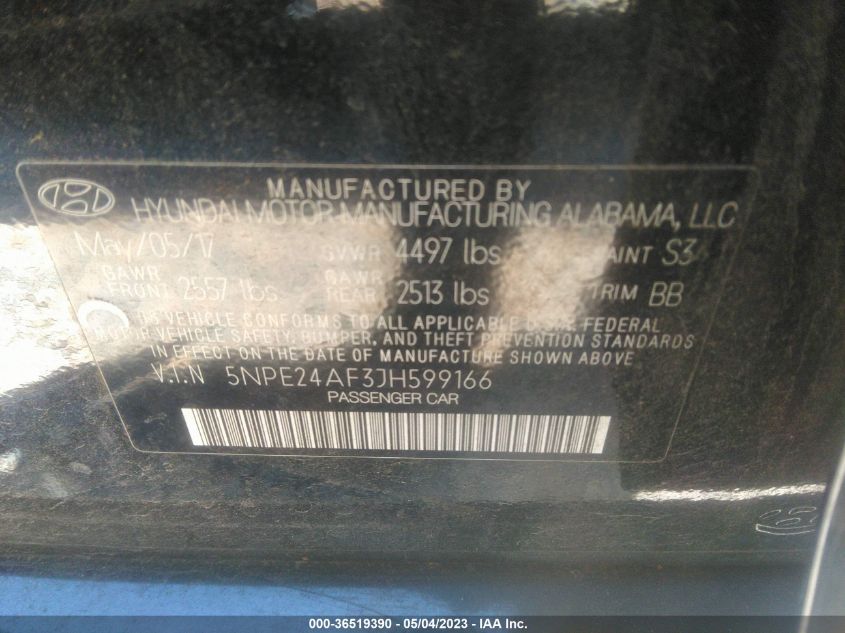 MANUFACTURED BY
HYUNDAI MOTOR MANUFACTURING ALABAMA, LLC
May/05/17 GVWR 4497 lbs PAINT S3
GAWR FRONT 2557 lbs GAWR REAR 2513 lbs TRIM BB
THIS VEHICLE CONFORMS TO ALL APPLICABLE U.S.A. FEDERAL
MOTOR VEHICLE SAFETY, BUMPER, AND THEFT PREVENTION STANDARDS
IN EFFECT ON THE DATE OF MANUFACTURE SHOWN ABOVE
V.I.N 5NPE24AF3JH599166
PASSENGER CAR
000-36519390 - 05/04/2023 - IAA Inc.